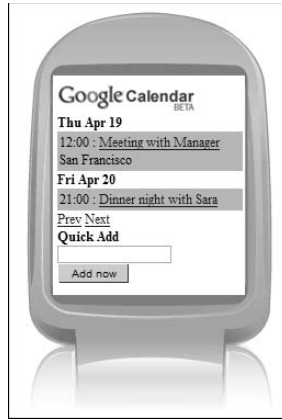 Google Calendar
BETA
Thu Apr 19
12:00 : Meeting with Manager
San Francisco
Fri Apr 20
21:00 : Dinner night with Sara
Prev Next
Quick Add
Add now